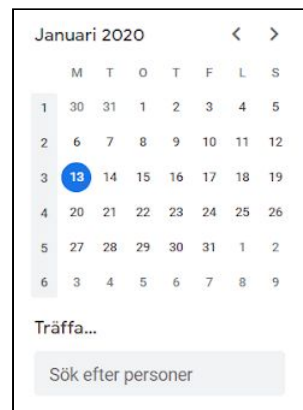 Januari 2020 < >
M T O T F L S
1 30 31 1 2 3 4 5
2 6 7 8 9 10 11 12
3 13 14 15 16 17 18 19
4 20 21 22 23 24 25 26
5 27 28 29 30 31 1 2
6 3 4 5 6 7 8 9
Träffa...
Sök efter personer